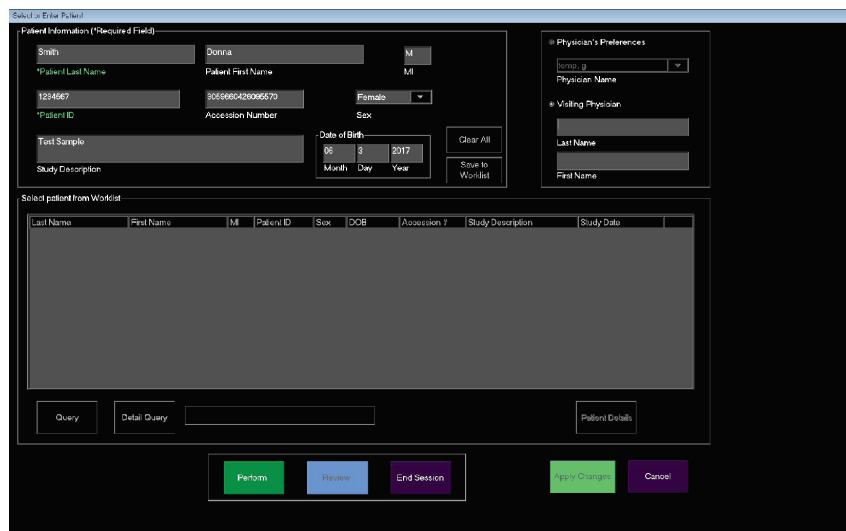 Select or Enter Patient
Patient Information (*Required Field)
Smith Donna M
*Patient Last Name Patient First Name MI
1234567 3059660426095570 Female
*Patient ID Accession Number Sex
Test Sample
Study Description
Date of Birth
06 3 2017
Month Day Year
Clear All
Save to
Worklist
Physician's Preferences
temp, g
Physician Name
Visiting Physician
Last Name
First Name
Select patient from Worklist
Last Name First Name MI Patient ID Sex DOB Accession # Study Description Study Date
Query Detail Query Patient Details
Perform Review End Session Apply Changes Cancel